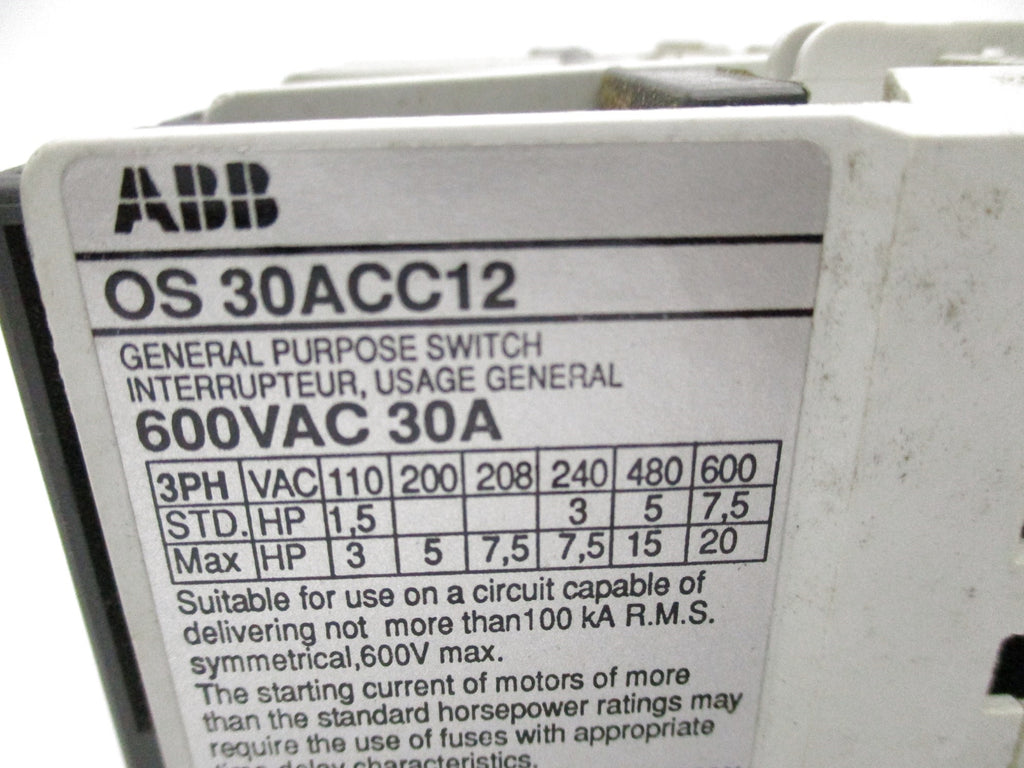 ABB
OS 30ACC12
GENERAL PURPOSE SWITCH
INTERRUPTEUR, USAGE GENERAL
600VAC 30A
3PH VAC 110 200 208 240 480 600
STD. HP 1,5 3 5 7,5
Max HP 3 5 7,5 7,5 15 20
Suitable for use on a circuit capable of
delivering not more than100 kA R.M.S.
symmetrical,600V max.
The starting current of motors of more
than the standard horsepower ratings may
require the use of fuses with appropriate
time delay characteristics.